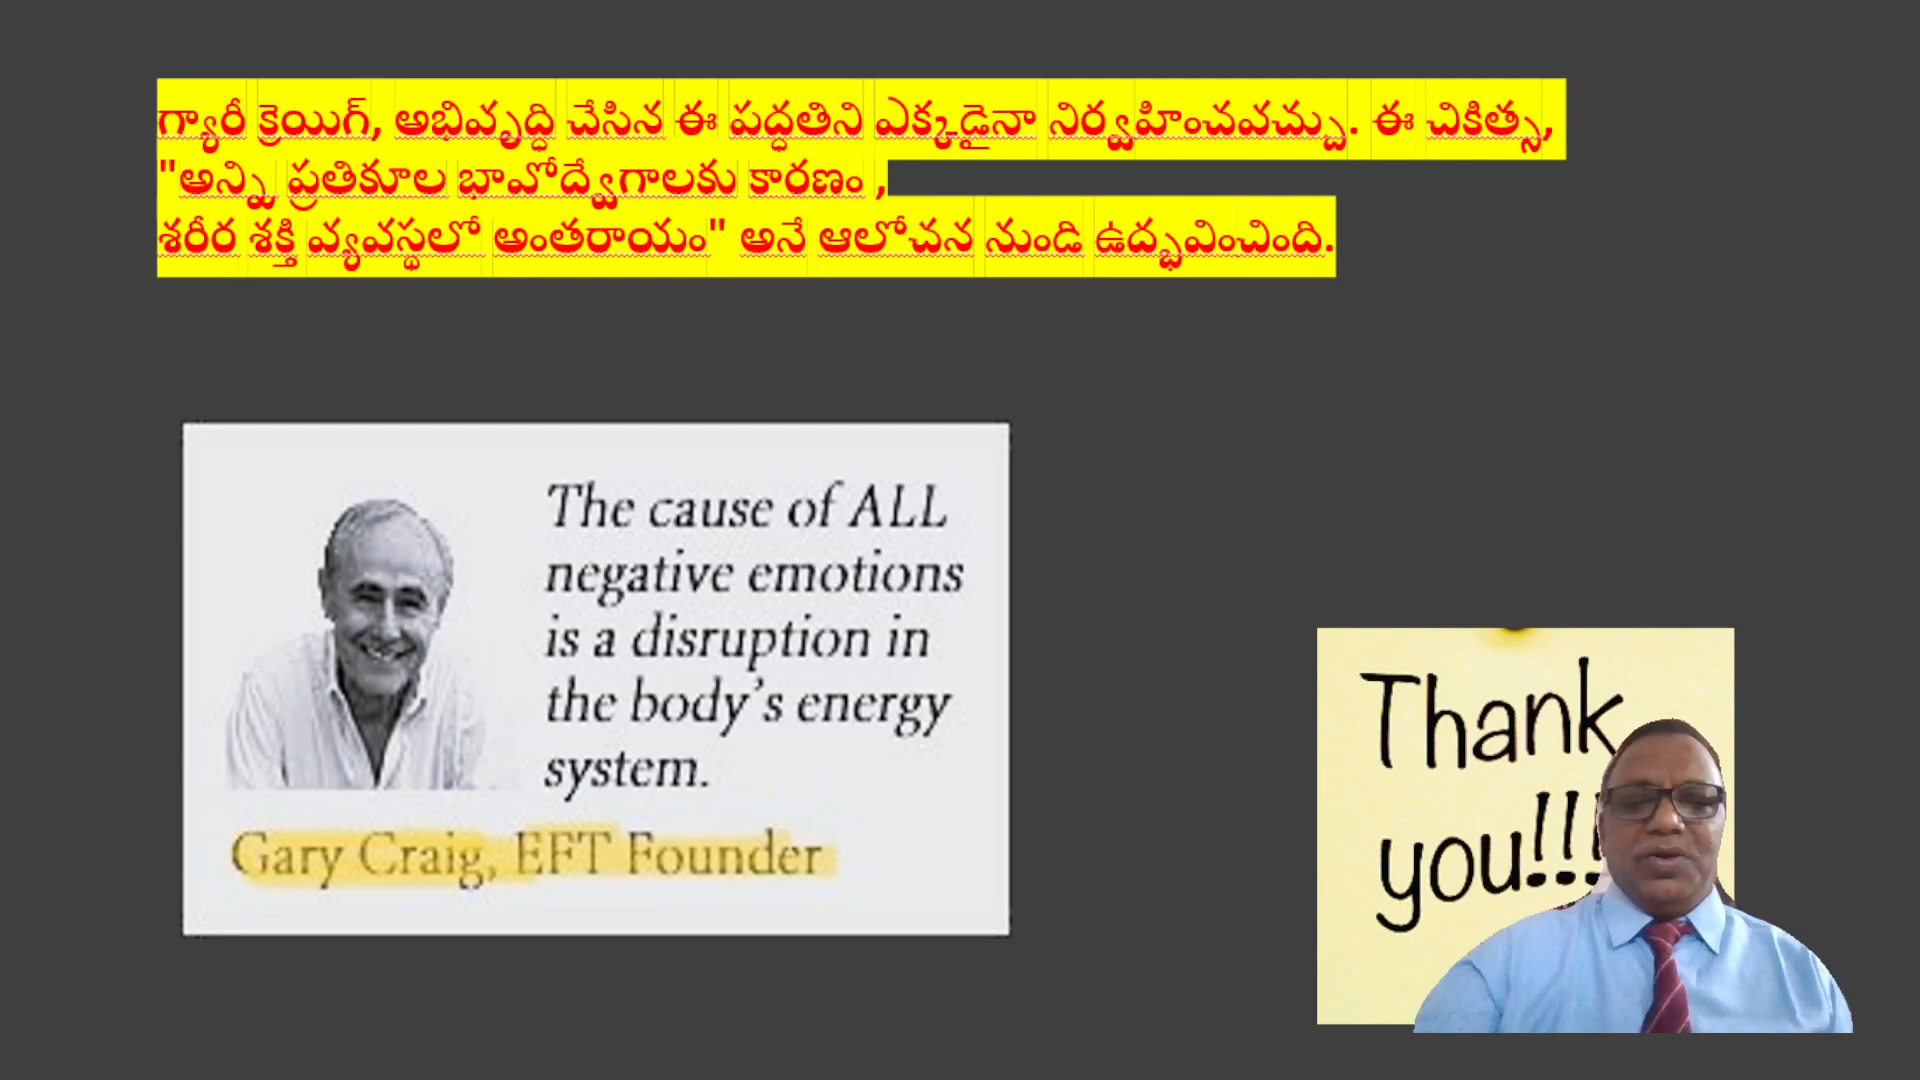 గ్యారీ క్రెయిగ్, అభివృద్ధి చేసిన ఈ పద్ధతిని ఎక్కడైనా నిర్వహించవచ్చు. ఈ చికిత్స,
"అన్ని ప్రతికూల భావోద్వేగాలకు కారణం ,
శరీర శక్తి వ్యవస్థలో అంతరాయం" అనే ఆలోచన నుండి ఉద్భవించింది.
The cause of ALL
negative emotions
is a disruption in
the body's energy
system.
Gary Craig, EFT Founder
Thank
you!!!